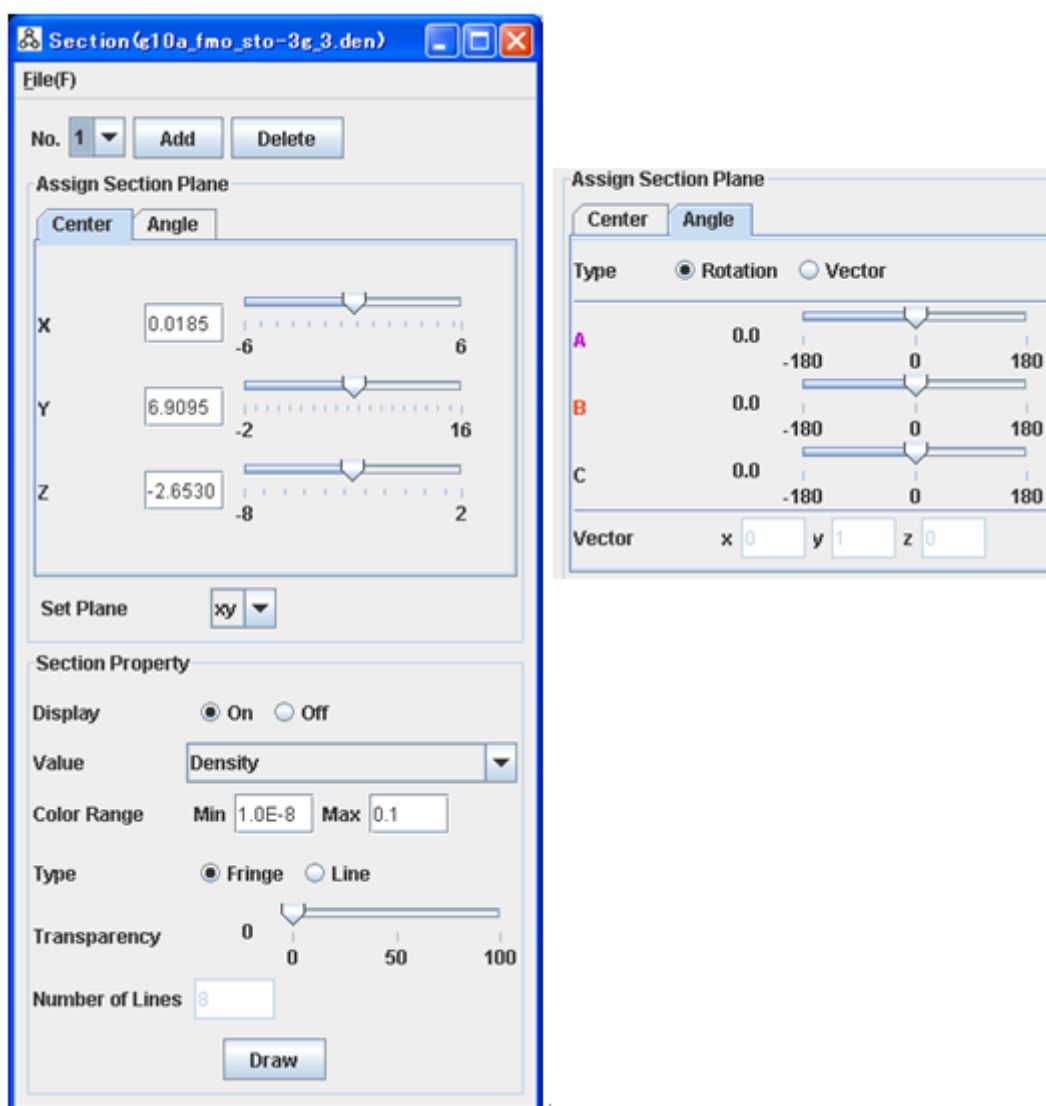 Section(g10a_fmo_sto-3g_3.den)
File(F)
No. 1 Add Delete
Assign Section Plane
Center Angle
X 0.0185
-6 6
Y 6.9095
-2 16
Z -2.6530
-8 2
Set Plane xy
Section Property
Display On Off
Value Density
Color Range Min 1.0E-8 Max 0.1
Type Fringe Line
Transparency 0
0 50 100
Number of Lines 8
Draw
Assign Section Plane
Center Angle
Type Rotation Vector
A 0.0
-180 0 180
B 0.0
-180 0 180
C 0.0
-180 0 180
Vector x 0 y 1 z 0